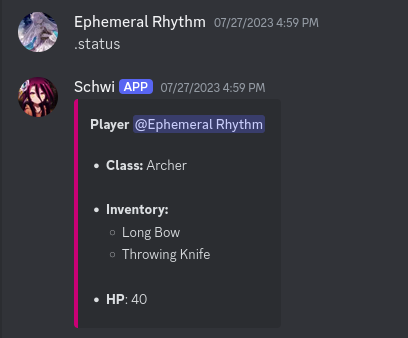 Ephemeral Rhythm 07/27/2023 4:59 PM
.status
Schwi APP 07/27/2023 4:59 PM
Player @Ephemeral Rhythm
• Class: Archer
• Inventory:
◦ Long Bow
◦ Throwing Knife
• HP: 40